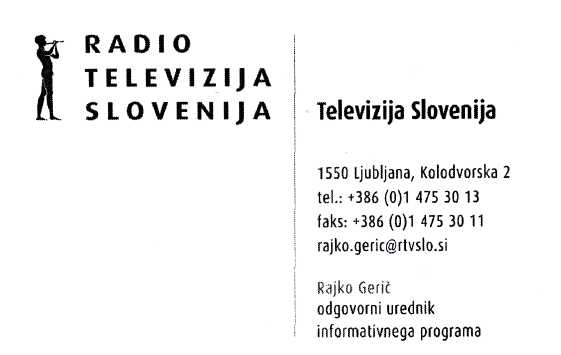 RADIO
TELEVIZIJA
SLOVENIJA
Televizija Slovenija
1550 Ljubljana, Kolodvorska 2
tel.: +386 (0)1 475 30 13
faks: +386 (0)1 475 30 11
rajko.geric@rtvslo.si
Rajko Gerič
odgovorni urednik
informativnega programa